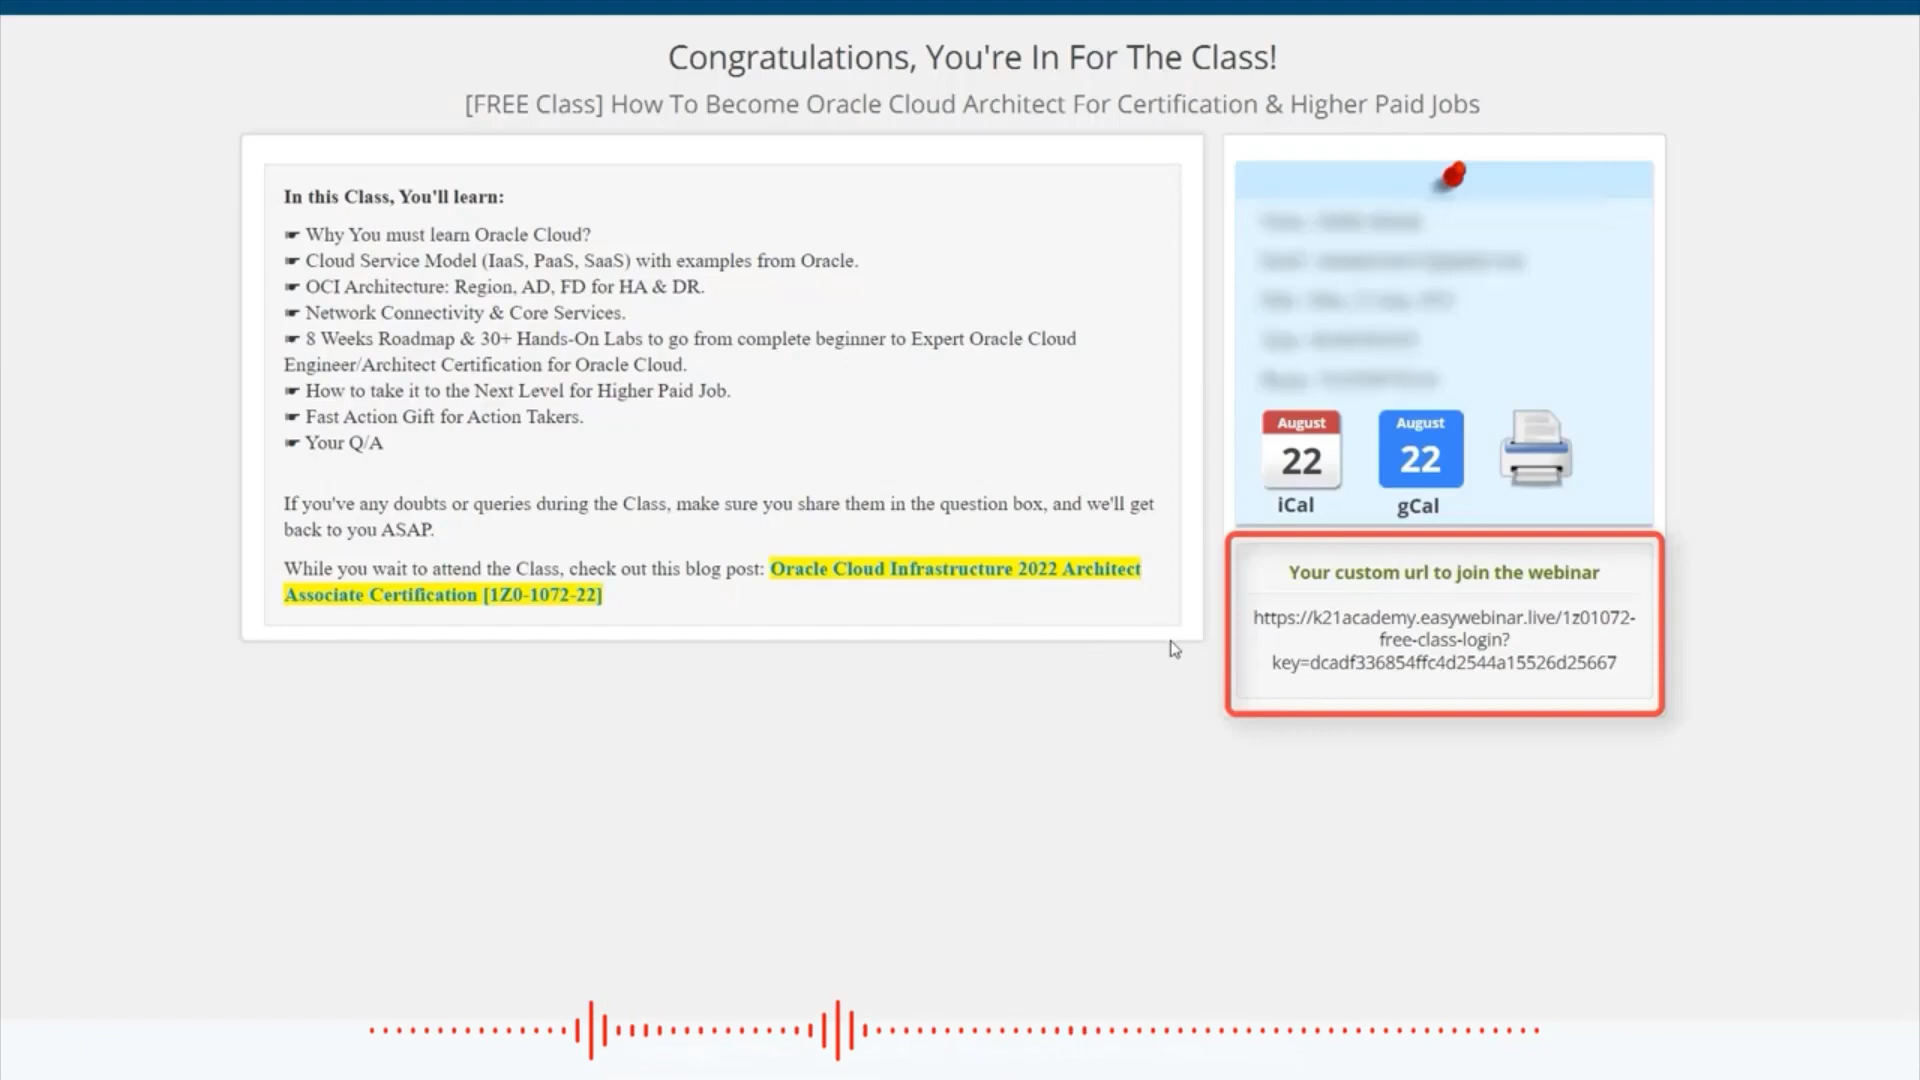 Congratulations, You're In For The Class!
[FREE Class] How To Become Oracle Cloud Architect For Certification & Higher Paid Jobs
In this Class, You'll learn:
☛ Why You must learn Oracle Cloud?
☛ Cloud Service Model (IaaS, PaaS, SaaS) with examples from Oracle.
☛ OCI Architecture: Region, AD, FD for HA & DR.
☛ Network Connectivity & Core Services.
☛ 8 Weeks Roadmap & 30+ Hands-On Labs to go from complete beginner to Expert Oracle Cloud
Engineer/Architect Certification for Oracle Cloud.
☛ How to take it to the Next Level for Higher Paid Job.
☛ Fast Action Gift for Action Takers.
☛ Your Q/A
If you've any doubts or queries during the Class, make sure you share them in the question box, and we'll get
back to you ASAP.
While you wait to attend the Class, check out this blog post: Oracle Cloud Infrastructure 2022 Architect
Associate Certification [1Z0-1072-22]
August
22
iCal
August
22
gCal
Your custom url to join the webinar
https://k21academy.easywebinar.live/1z01072-
free-class-login?
key=dcadf336854ffc4d2544a15526d25667